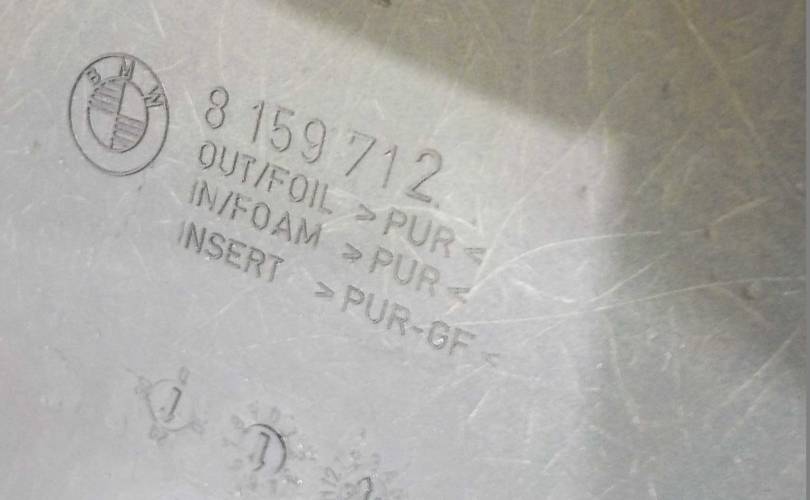 BMW
8 159 712
OUT/FOIL >PUR<
IN/FOAM >PUR<
INSERT >PUR-GF<